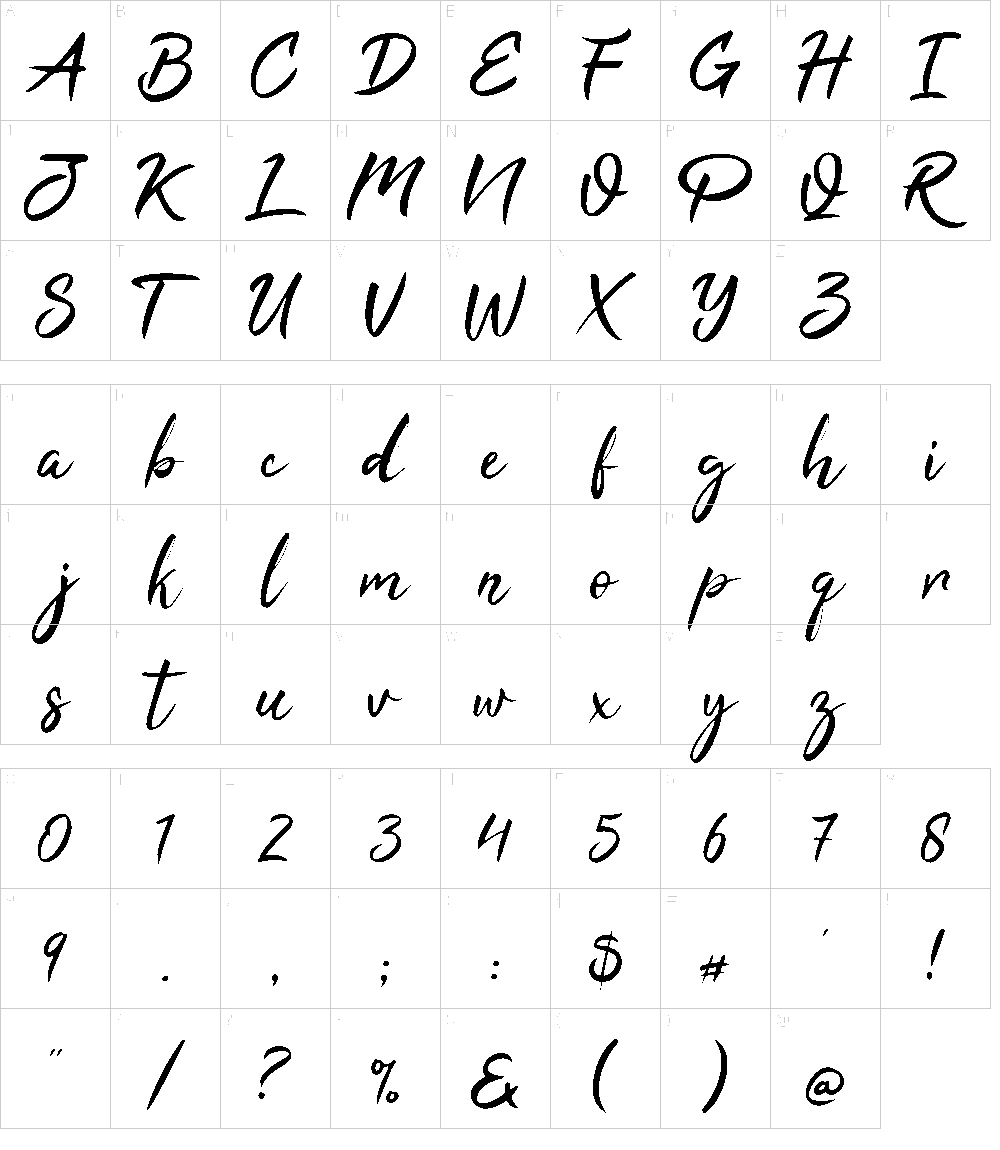 A B C D E F G H I
J K L M N O P Q R
S T U V W X Y Z
a b c d e f g h i
j k l m n o p q r
s t u v w x y z
0 1 2 3 4 5 6 7 8
9 . , ; : $ # ' !
" / ? % & ( ) @